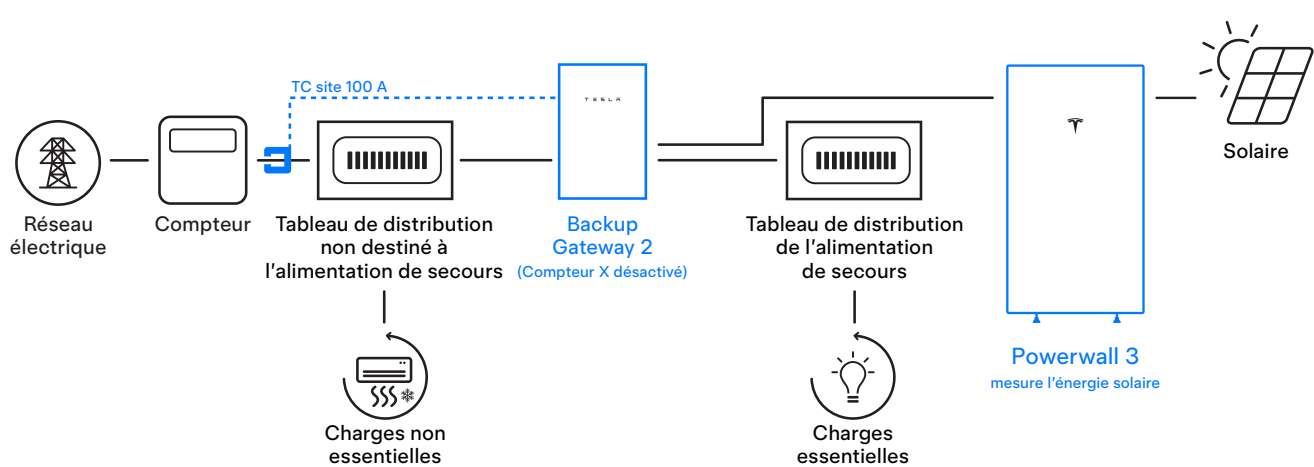 TC site 100 A
TESLA
Solaire
Réseau
électrique
Compteur
Tableau de distribution
non destiné à
l'alimentation de secours
Backup
Gateway 2
(Compteur X désactivé)
Tableau de distribution
de l'alimentation
de secours
Powerwall 3
mesure l'énergie solaire
Charges non
essentielles
Charges
essentielles